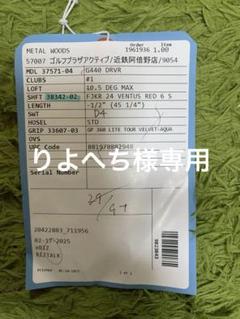 METAL WOODS
Order
1961936
1.00
57007 ゴルフプラザアクティブ/近鉄阿倍野店/9054
MDL 37571-04 G440 DRVR
CLUBS #1
LOFT 10.5 DEG MAX
SHFT 38342-02 FJKR 24 VENTUS RED 6 S
LENGTH -1/2" (45 1/4")
SWT D4
HOSEL STD
GRIP 33607-03 GP 360 LITE TOUR VELVET-AQUA
OVS
UPC Code
りよへち様専用
Serial Number
20422883_711956
02-17-2025